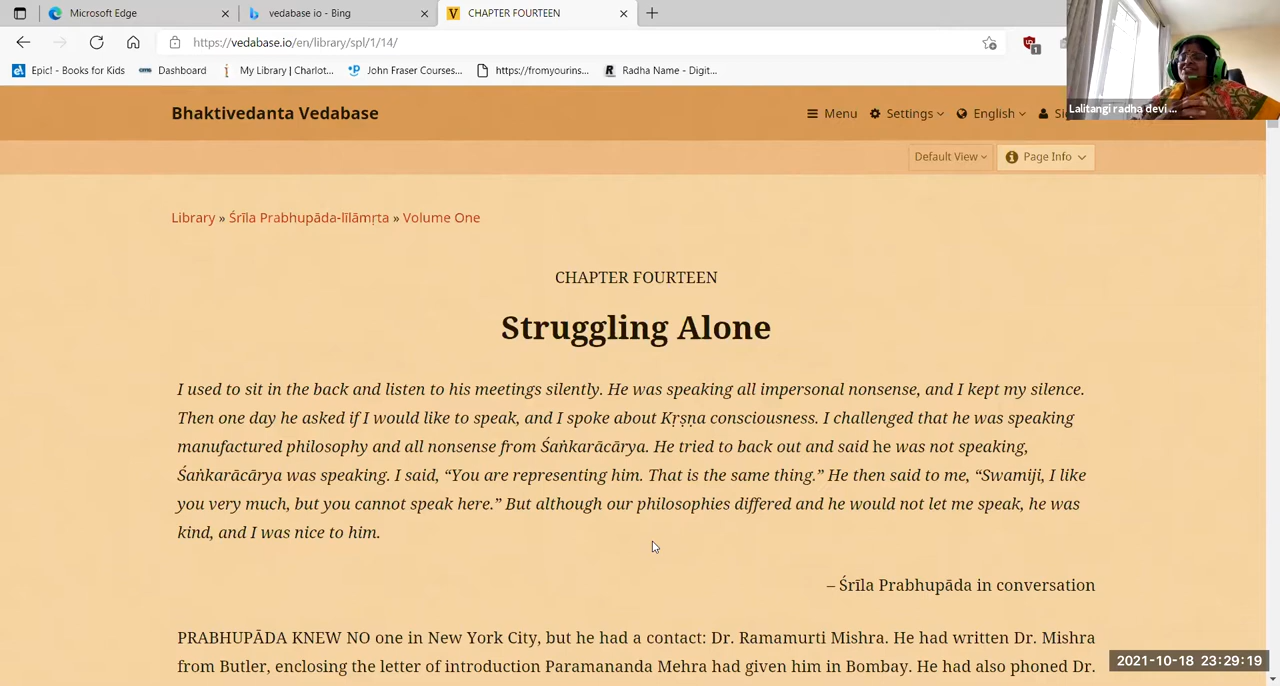 Microsoft Edge
vedabase io - Bing
CHAPTER FOURTEEN
https://vedabase.io/en/library/spl/1/14/
Epic! - Books for Kids
Dashboard
My Library | Charlot...
John Fraser Courses...
https://fromyourins...
Radha Name - Digit...
Lalitangi radha devi ...
Bhaktivedanta Vedabase
Menu
Settings
English
Default View
Page Info
Library » Śrīla Prabhupāda-līlāmṛta » Volume One
CHAPTER FOURTEEN
Struggling Alone
I used to sit in the back and listen to his meetings silently. He was speaking all impersonal nonsense, and I kept my silence.
Then one day he asked if I would like to speak, and I spoke about Kṛṣṇa consciousness. I challenged that he was speaking
manufactured philosophy and all nonsense from Śaṅkarācārya. He tried to back out and said he was not speaking,
Śaṅkarācārya was speaking. I said, “You are representing him. That is the same thing.” He then said to me, “Swamiji, I like
you very much, but you cannot speak here.” But although our philosophies differed and he would not let me speak, he was
kind, and I was nice to him.
– Śrīla Prabhupāda in conversation
PRABHUPĀDA KNEW NO one in New York City, but he had a contact: Dr. Ramamurti Mishra. He had written Dr. Mishra
from Butler, enclosing the letter of introduction Paramananda Mehra had given him in Bombay. He had also phoned Dr.
2021-10-18 23:29:19